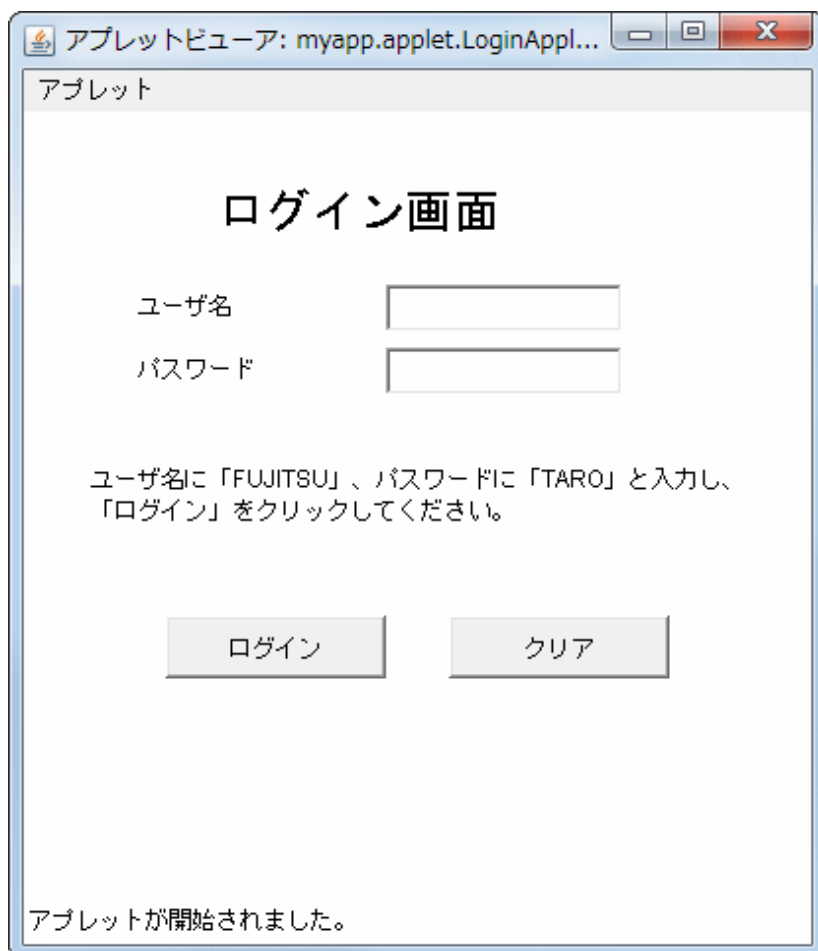 アプレットビューア: myapp.applet.LoginAppl...
アプレット
ログイン画面
ユーザ名
パスワード
ユーザ名に「FUJITSU」、パスワードに「TARO」と入力し、
「ログイン」をクリックしてください。
ログイン クリア
アプレットが開始されました。